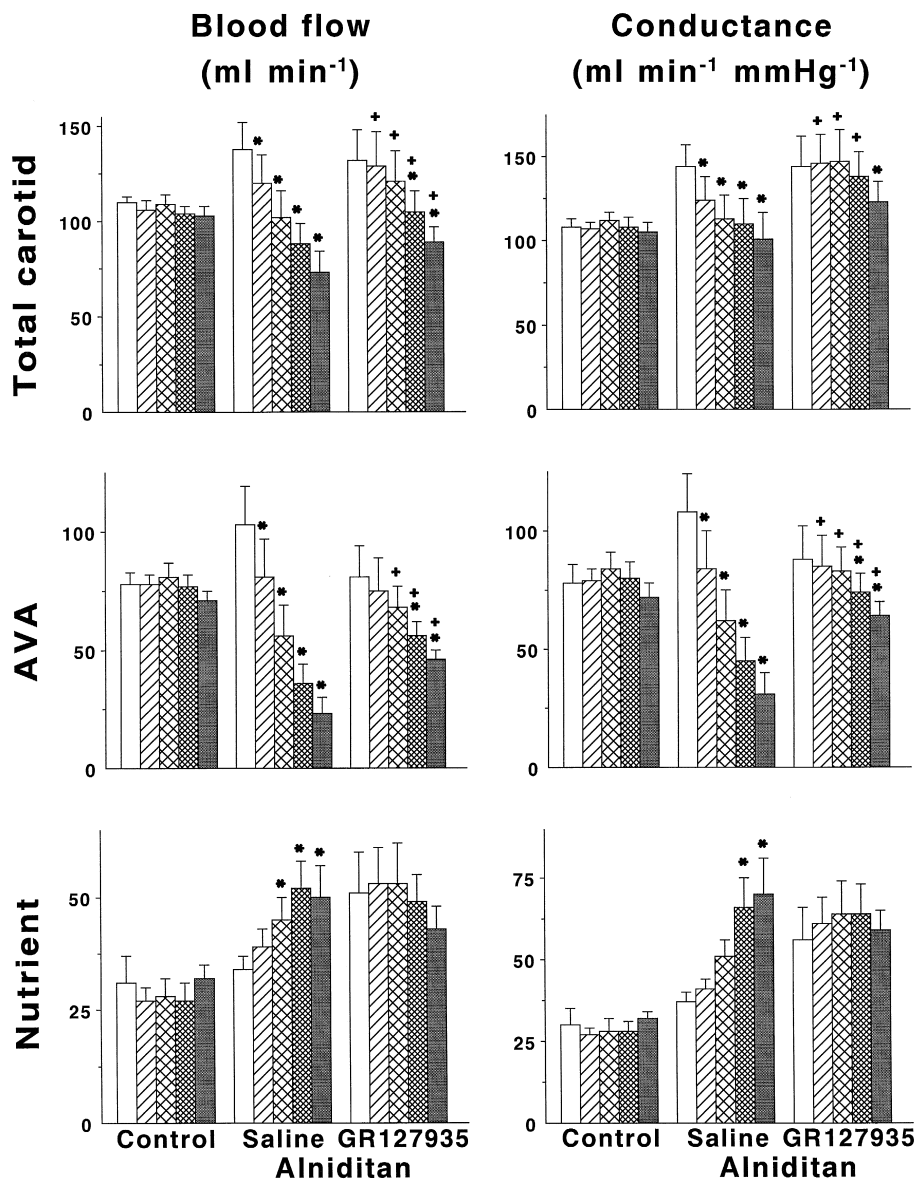 Blood flow
(ml min-1)
Conductance
(ml min-1 mmHg-1)
Total carotid
150
100
50
0
* * * *
+ + +* +*
150
100
50
0
* * * *
+ + + *
AVA
100
50
0
* * * *
+ +* +*
100
50
0
* * * *
+ + +* +*
Nutrient
50
25
0
* * *
75
50
25
0
* *
Control Saline GR127935
Alniditan
Control Saline GR127935
Alniditan